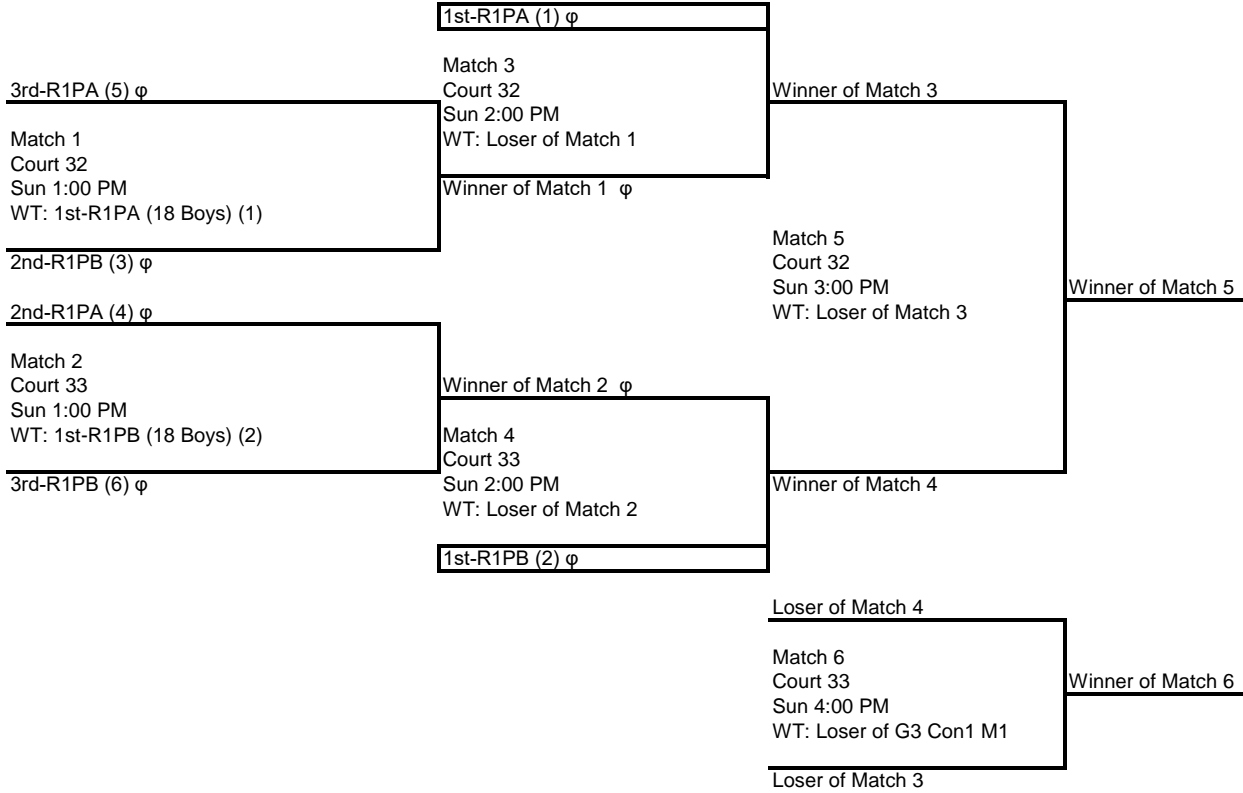 1st-R1PA (1) φ
Match 3
Court 32
Sun 2:00 PM
WT: Loser of Match 1
3rd-R1PA (5) φ
Winner of Match 3
Match 1
Court 32
Sun 1:00 PM
WT: 1st-R1PA (18 Boys) (1)
Winner of Match 1 φ
2nd-R1PB (3) φ
Match 5
Court 32
Sun 3:00 PM
WT: Loser of Match 3
Winner of Match 5
2nd-R1PA (4) φ
Match 2
Court 33
Sun 1:00 PM
WT: 1st-R1PB (18 Boys) (2)
Winner of Match 2 φ
Match 4
Court 33
Sun 2:00 PM
WT: Loser of Match 2
3rd-R1PB (6) φ
Winner of Match 4
1st-R1PB (2) φ
Loser of Match 4
Match 6
Court 33
Sun 4:00 PM
WT: Loser of G3 Con1 M1
Winner of Match 6
Loser of Match 3